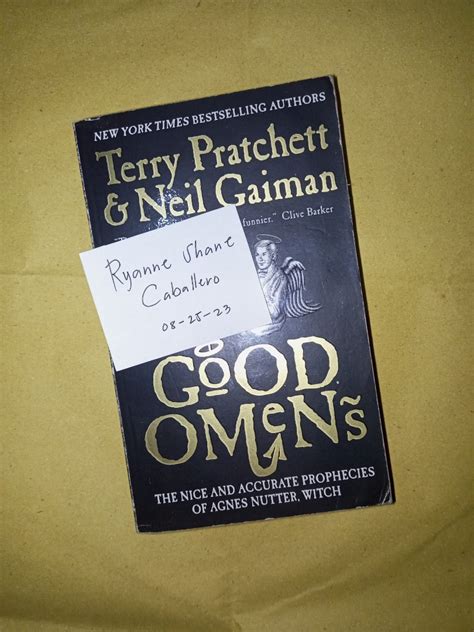 NEW YORK TIMES BESTSELLING AUTHORS
Terry Pratchett
& Neil Gaiman
funnier." Clive Barker
Ryanne Shane
Caballero
08-25-23
GOOD
OMENS
THE NICE AND ACCURATE PROPHECIES
OF AGNES NUTTER, WITCH